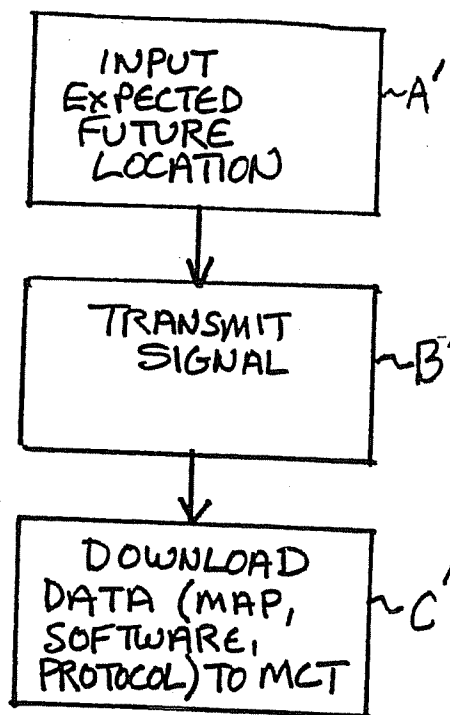 INPUT
EXPECTED
FUTURE
LOCATION
~A'
TRANSMIT
SIGNAL
~B'
DOWNLOAD
DATA (MAP,
SOFTWARE,
PROTOCOL) TO MCT
~C'